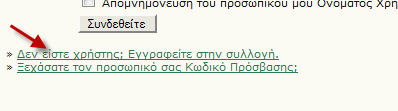 Απομνημόνευση του προσωπικού μου Ονόματος Χρή
Συνδεθείτε
» Δεν είστε χρήστης; Εγγραφείτε στην συλλογή.
» Ξεχάσατε τον προσωπικό σας Κωδικό Πρόσβασης;